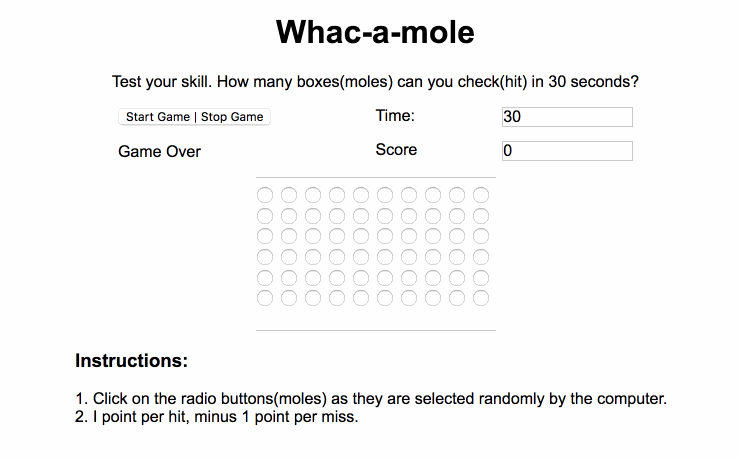 Whac-a-mole
Test your skill. How many boxes(moles) can you check(hit) in 30 seconds?
Start Game | Stop Game Time: 30
Game Over Score 0
Instructions:
1. Click on the radio buttons(moles) as they are selected randomly by the computer.
2. I point per hit, minus 1 point per miss.